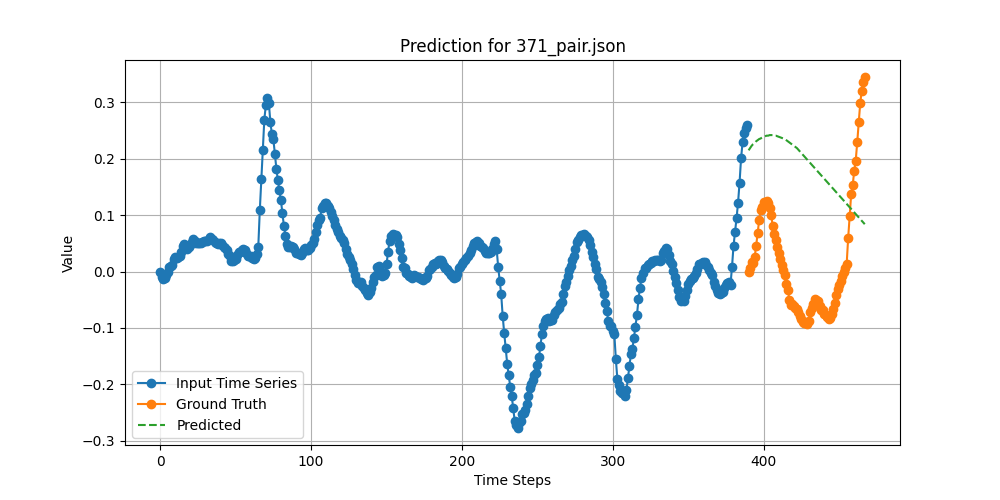 Prediction for 371_pair.json
Value
0.3
0.2
0.1
0.0
−0.1
−0.2
−0.3
Input Time Series
Ground Truth
Predicted
0
100
200
300
400
Time Steps